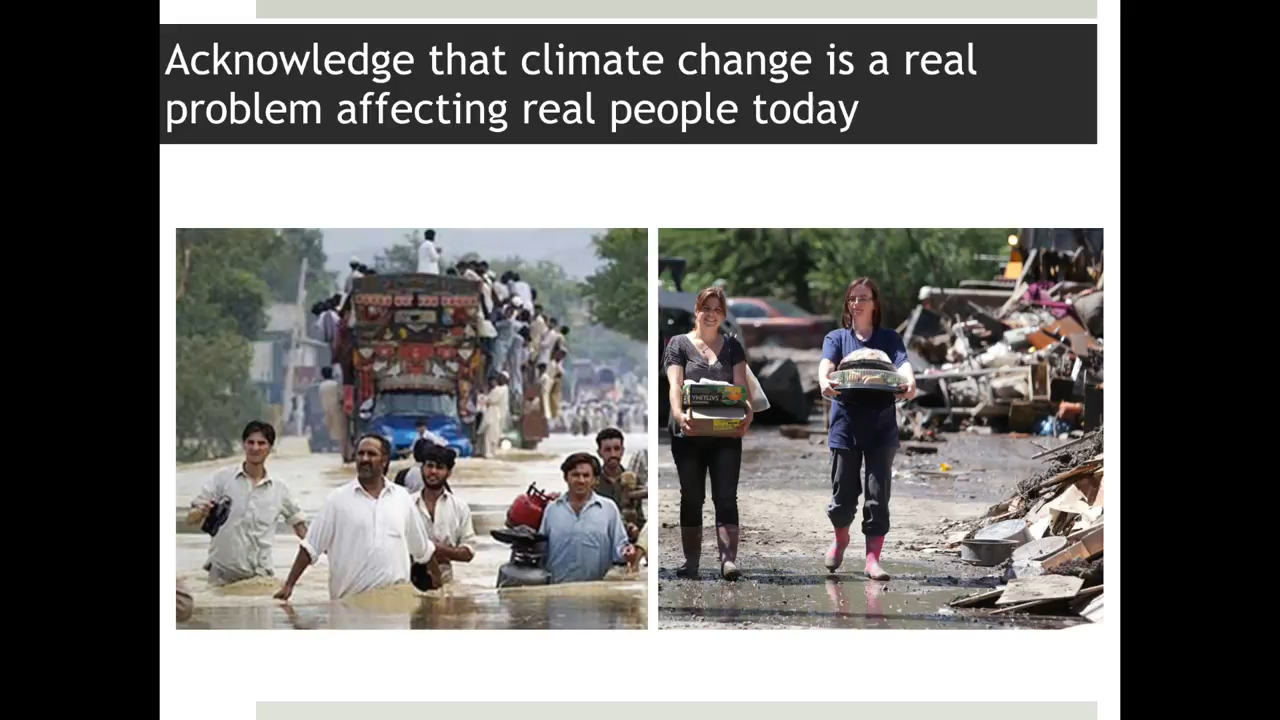 Acknowledge that climate change is a real
problem affecting real people today